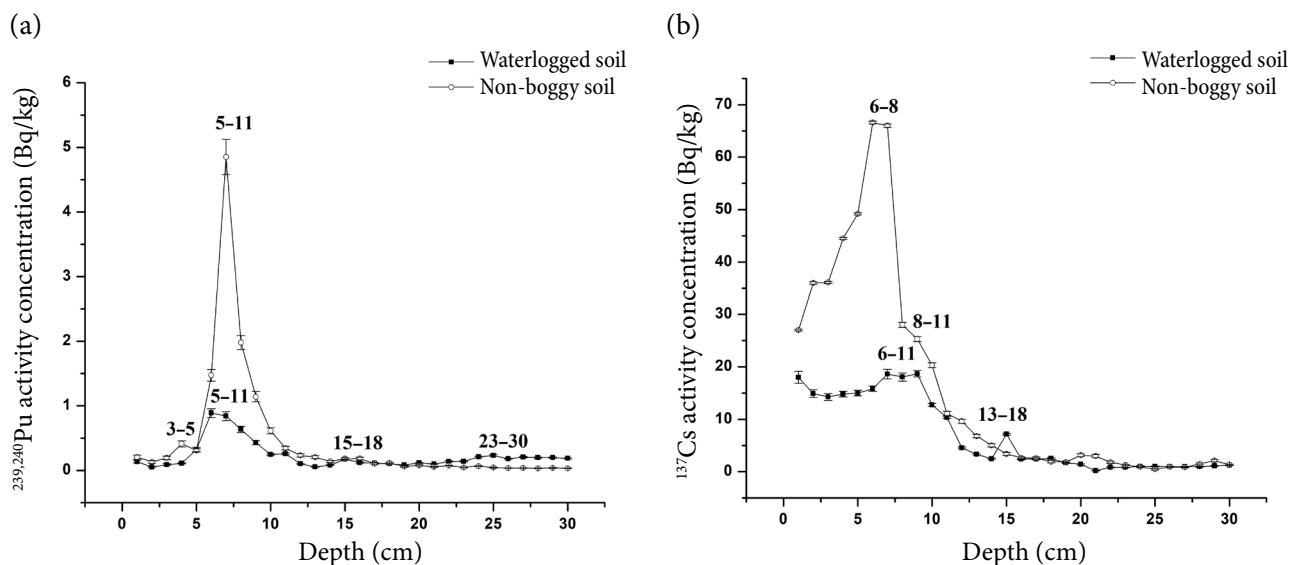 (a)
Waterlogged soil
Non-boggy soil
239,240Pu activity concentration (Bq/kg)
6
5
4
3
2
1
0
5–11
3–5
5–11
15–18
23–30
0 5 10 15 20 25 30
Depth (cm)
(b)
Waterlogged soil
Non-boggy soil
137Cs activity concentration (Bq/kg)
70
60
50
40
30
20
10
0
6–8
8–11
6–11
13–18
0 5 10 15 20 25 30
Depth (cm)